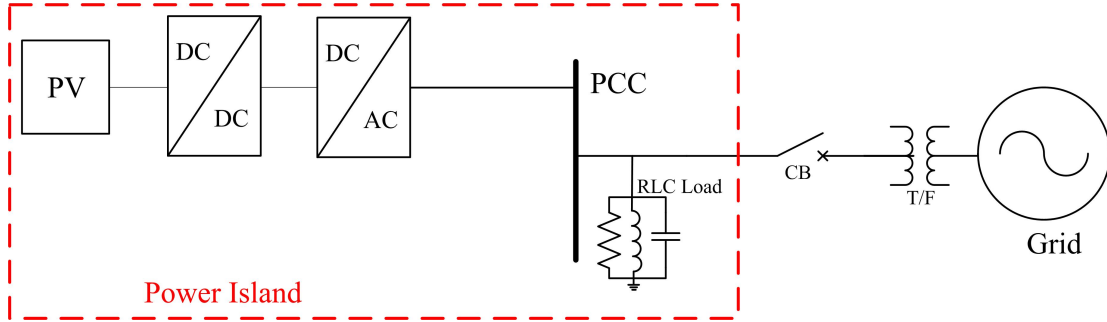 PV
DC
DC
DC
AC
PCC
RLC Load
CB
T/F
Grid
Power Island